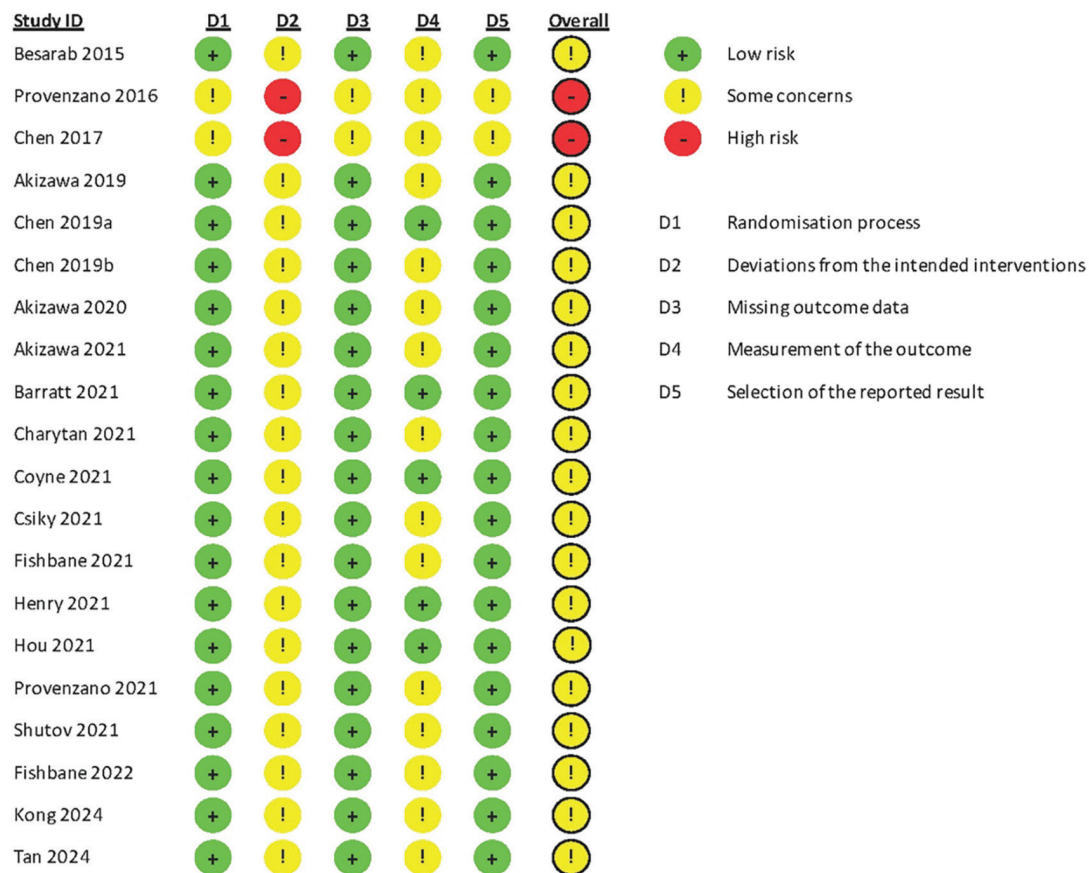 Study ID D1 D2 D3 D4 D5 Overall
Besarab 2015 + ! + ! + ! + Low risk
Provenzano 2016 ! - ! ! ! - ! Some concerns
Chen 2017 ! - ! ! ! - - High risk
Akizawa 2019 + ! + ! + !
Chen 2019a + ! + + + ! D1 Randomisation process
Chen 2019b + ! + ! + ! D2 Deviations from the intended interventions
Akizawa 2020 + ! + ! + ! D3 Missing outcome data
Akizawa 2021 + ! + ! + ! D4 Measurement of the outcome
Barratt 2021 + ! + + + ! D5 Selection of the reported result
Charytan 2021 + ! + ! + !
Coyne 2021 + ! + + + !
Csiky 2021 + ! + ! + !
Fishbane 2021 + ! + ! + !
Henry 2021 + ! + + + !
Hou 2021 + ! + + + !
Provenzano 2021 + ! + ! + !
Shutov 2021 + ! + ! + !
Fishbane 2022 + ! + ! + !
Kong 2024 + ! + ! + !
Tan 2024 + ! + ! + !